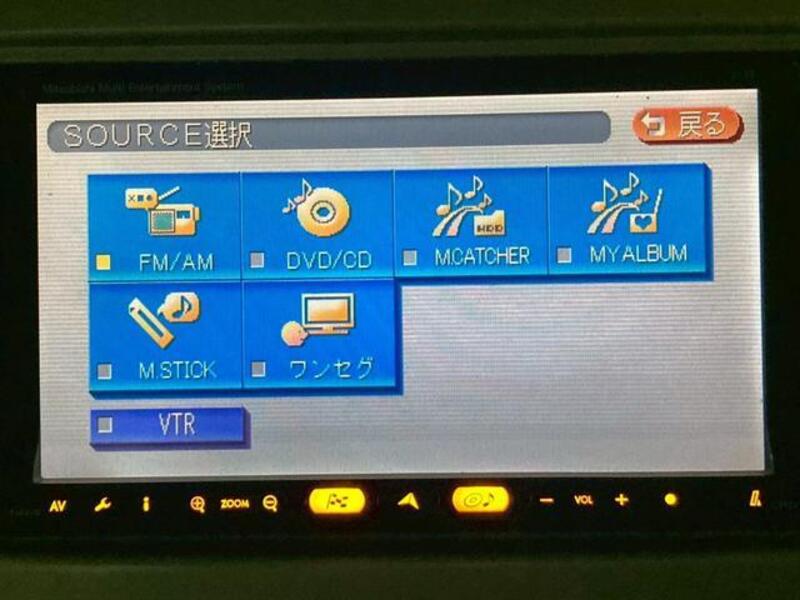 Mitsubishi Multi Entertainment System
SOURCE選択
戻る
FM/AM
DVD/CD
HDD
M.CATCHER
MY ALBUM
M.STICK
ワンセグ
VTR
AV
i
ZOOM
− VOL +